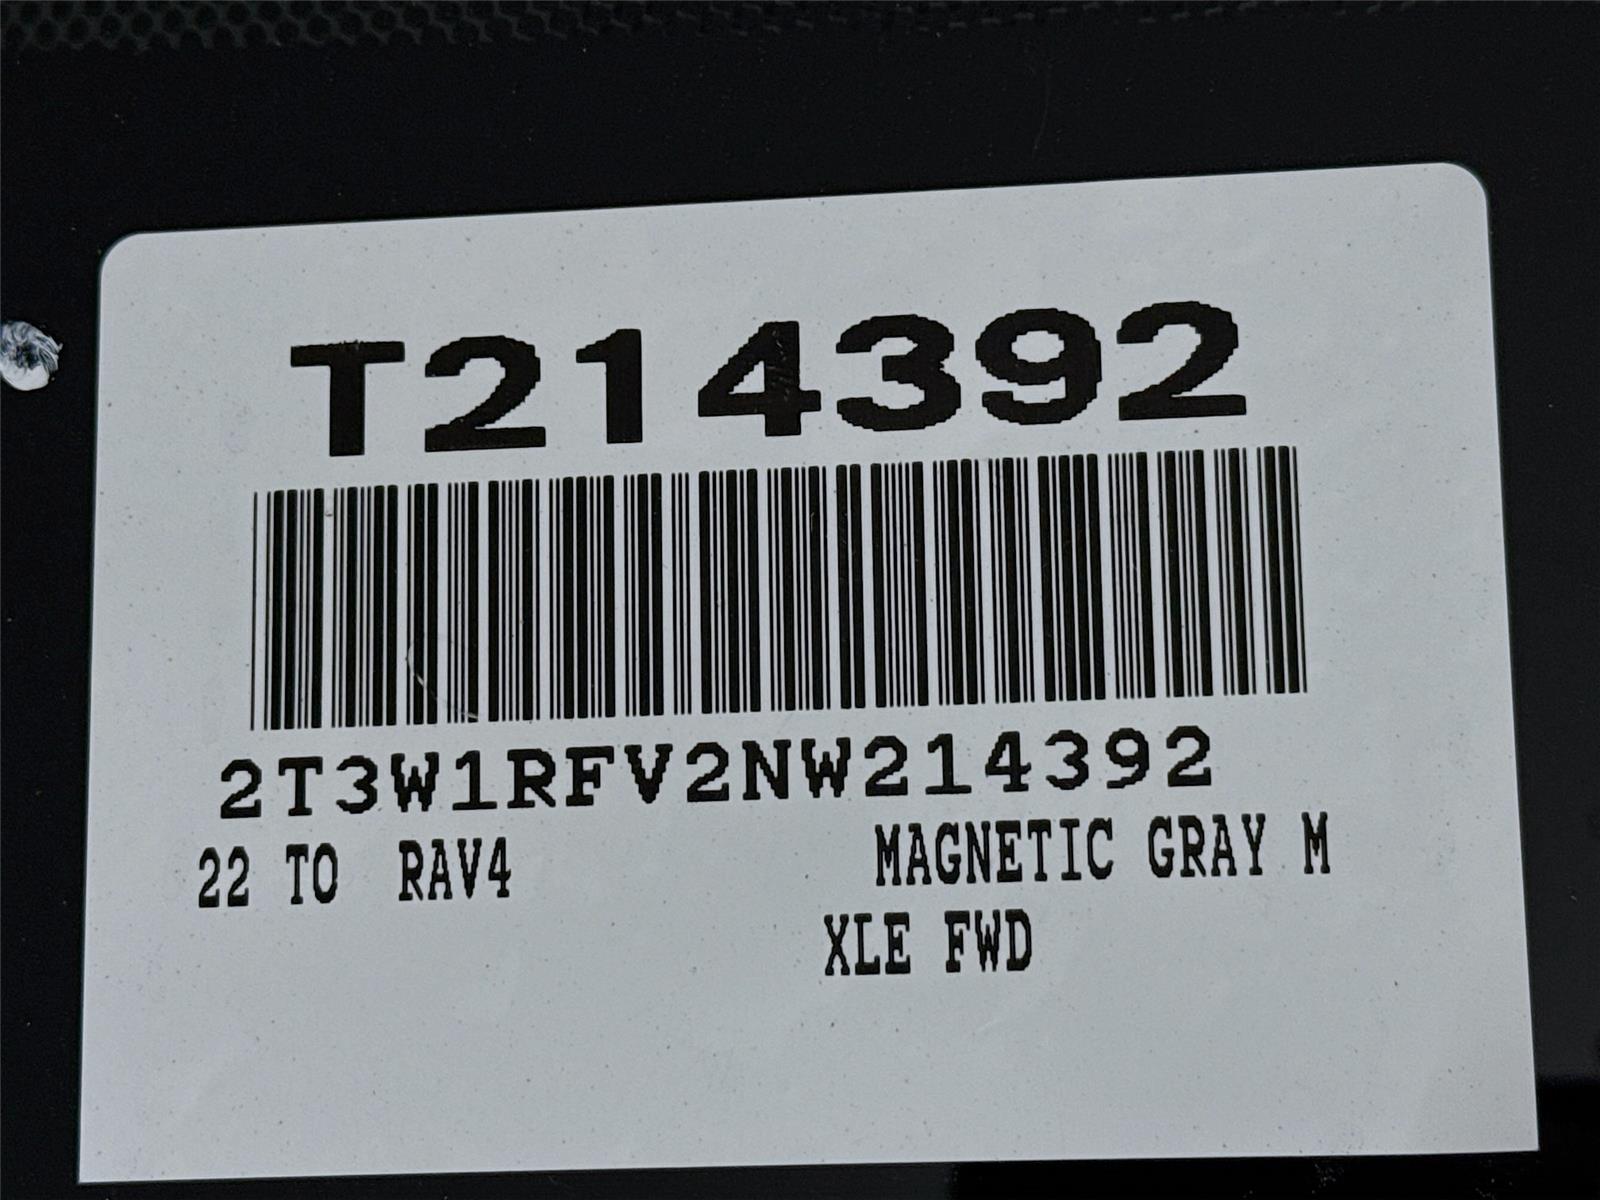 T214392
2T3W1RFV2NW214392
22 TO RAV4 MAGNETIC GRAY M
XLE FWD